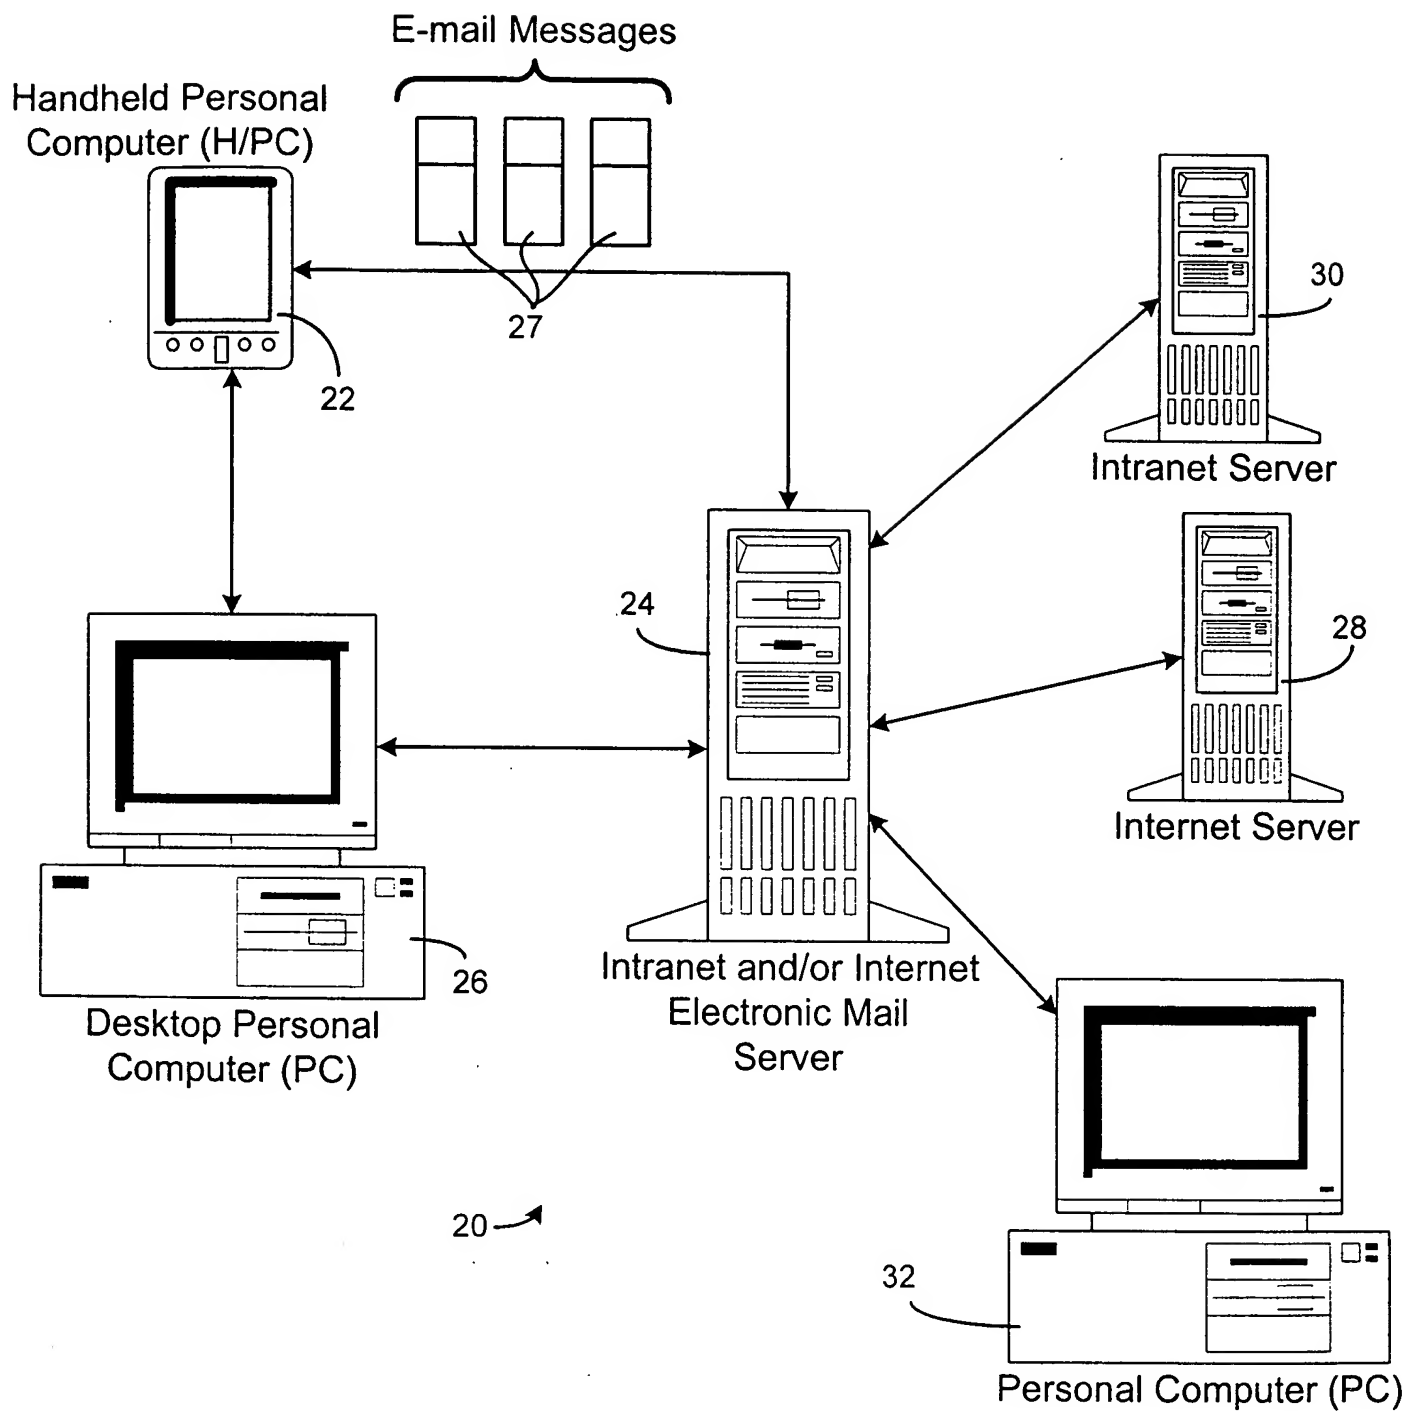 E-mail Messages
Handheld Personal
Computer (H/PC)
27
22
30
Intranet Server
24
28
Internet Server
26
Desktop Personal
Computer (PC)
Intranet and/or Internet
Electronic Mail
Server
20
32
Personal Computer (PC)